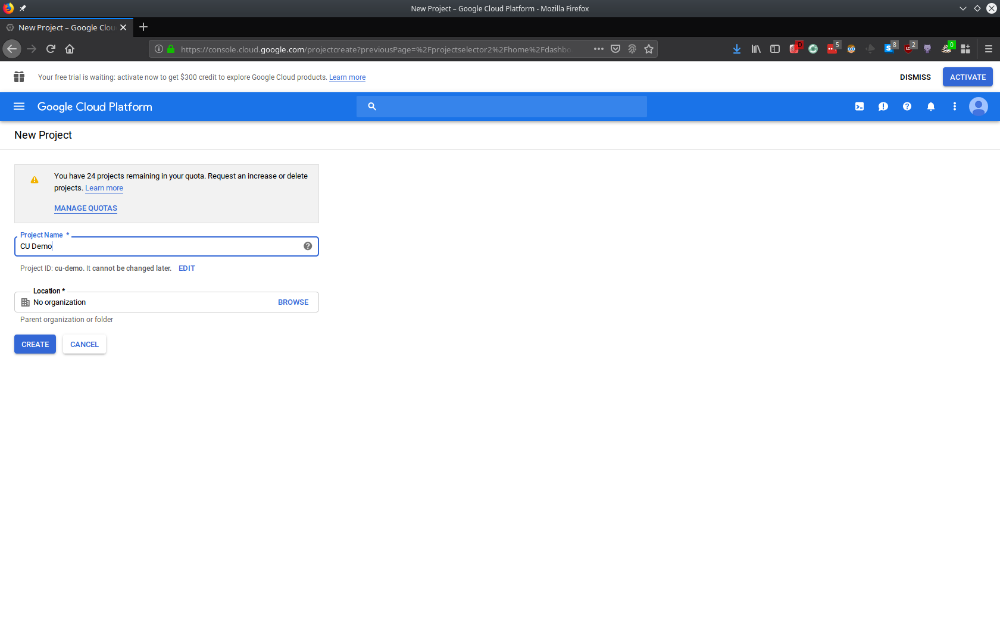 New Project – Google Cloud Platform - Mozilla Firefox
New Project – Google Clou
https://console.cloud.google.com/projectcreate?previousPage=%2Fprojectselector2%2Fhome%2Fdashbo
D
5
8
2
0
Your free trial is waiting: activate now to get $300 credit to explore Google Cloud products. Learn more
DISMISS
ACTIVATE
Google Cloud Platform
New Project
You have 24 projects remaining in your quota. Request an increase or delete
projects. Learn more
MANAGE QUOTAS
Project Name *
CU Demo
Project ID: cu-demo. It cannot be changed later. EDIT
Location *
No organization
BROWSE
Parent organization or folder
CREATE
CANCEL